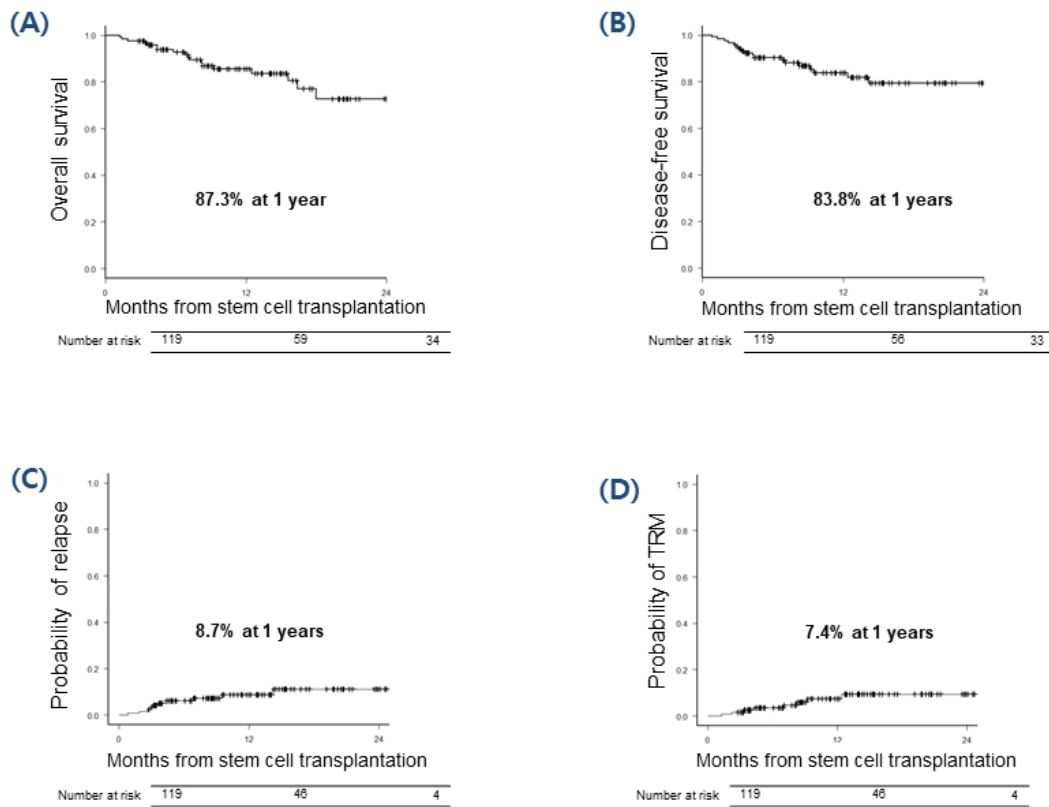 (A)
Overall survival
1.0
0.8
0.6
0.4
0.2
0.0
87.3% at 1 year
0 12 24
Months from stem cell transplantation
Number at risk 119 59 34
(B)
Disease-free survival
1.0
0.8
0.6
0.4
0.2
0.0
83.8% at 1 years
0 12 24
Months from stem cell transplantation
Number at risk 119 56 33
(C)
Probability of relapse
1.0
0.8
0.6
0.4
0.2
0.0
8.7% at 1 years
0 12 24
Months from stem cell transplantation
Number at risk 119 46 4
(D)
Probability of TRM
1.0
0.8
0.6
0.4
0.2
0.0
7.4% at 1 years
0 12 24
Months from stem cell transplantation
Number at risk 119 46 4